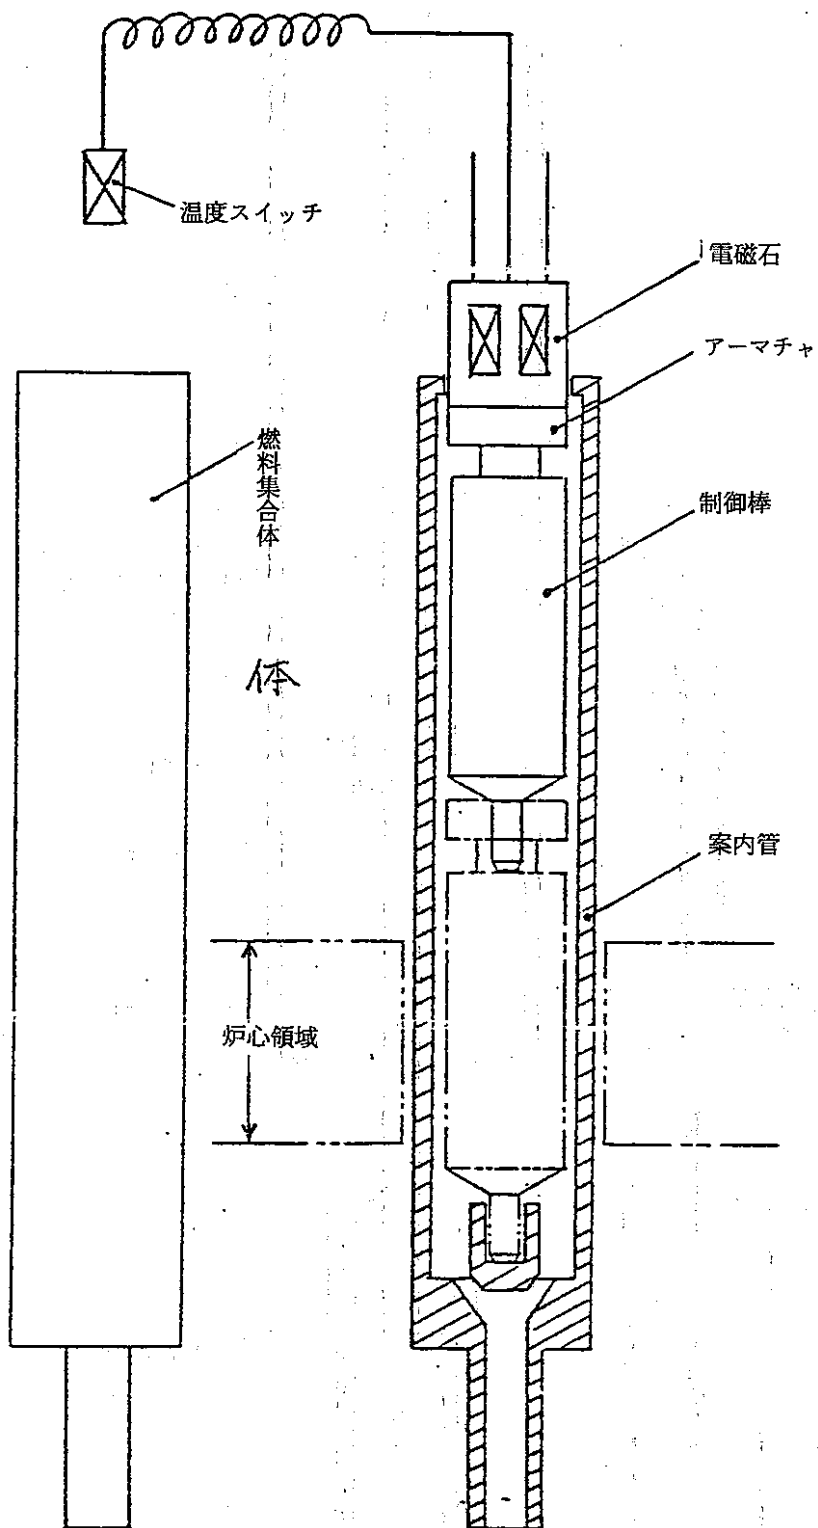 温度スイッチ
電磁石
アーマチャ
燃料集合体
制御棒
体
案内管
炉心領域